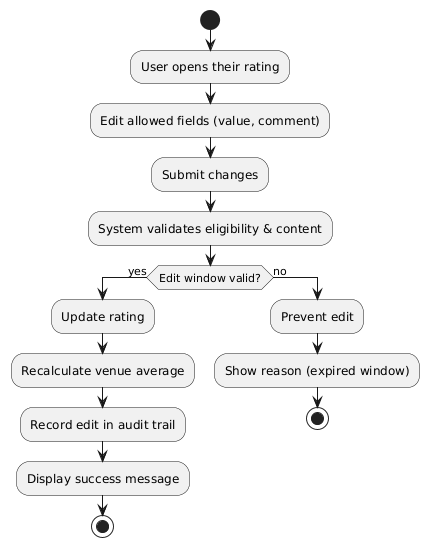 User opens their rating
Edit allowed fields (value, comment)
Submit changes
System validates eligibility & content
Edit window valid?
yes
no
Update rating
Recalculate venue average
Record edit in audit trail
Display success message
Prevent edit
Show reason (expired window)